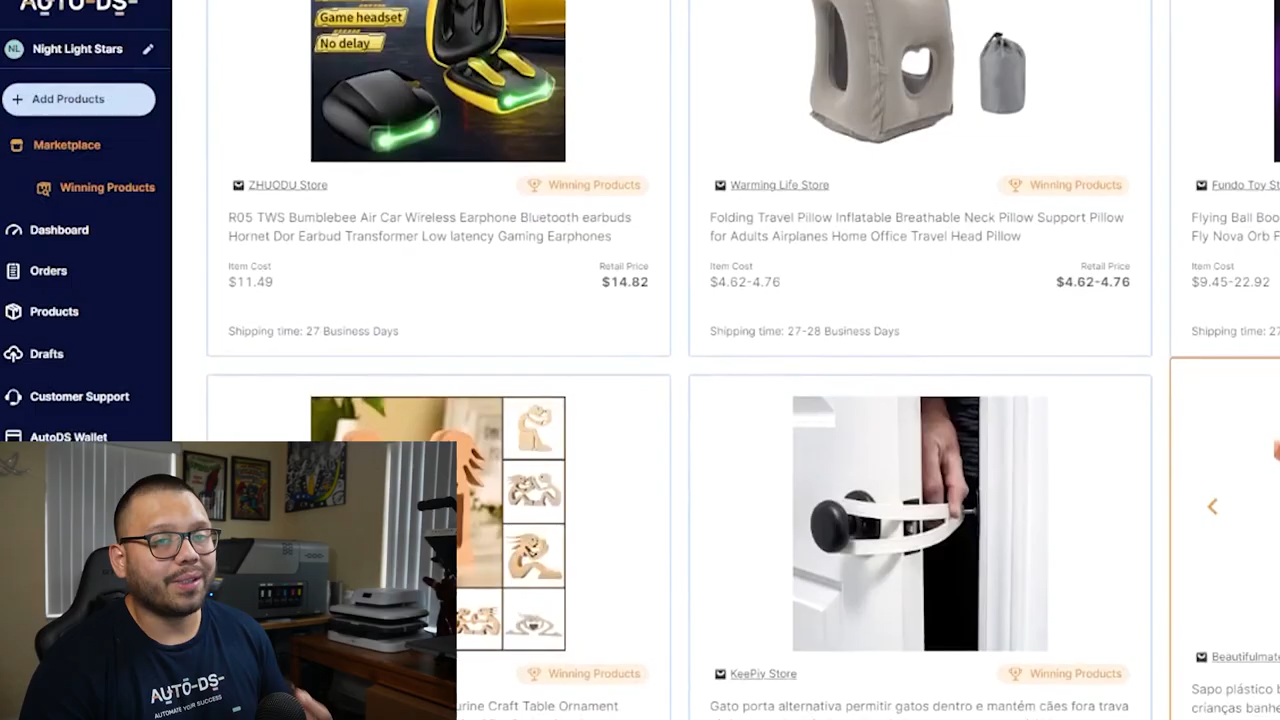 AUTO-DS-
NL Night Light Stars
+ Add Products
Marketplace
Winning Products
Dashboard
Orders
Products
Drafts
Customer Support
AutoDS Wallet
Game headset
No delay
ZHUODU Store
Winning Products
R05 TWS Bumblebee Air Car Wireless Earphone Bluetooth earbuds
Hornet Dor Earbud Transformer Low latency Gaming Earphones
Item Cost
Retail Price
$11.49
$14.82
Shipping time: 27 Business Days
Warming Life Store
Winning Products
Folding Travel Pillow Inflatable Breathable Neck Pillow Support Pillow
for Adults Airplanes Home Office Travel Head Pillow
Item Cost
Retail Price
$4.62-4.76
$4.62-4.76
Shipping time: 27-28 Business Days
Fundo Toy St
Flying Ball Boo
Fly Nova Orb F
Item Cost
$9.45-22.92
Shipping time: 27
Winning Products
urine Craft Table Ornament
KeePiy Store
Winning Products
Gato porta alternativa permitir gatos dentro e mantém cães fora trava
Beautifulmate
Sapo plástico b
crianças banhe
AUTO-DS-
AUTOMATE YOUR SUCCESS